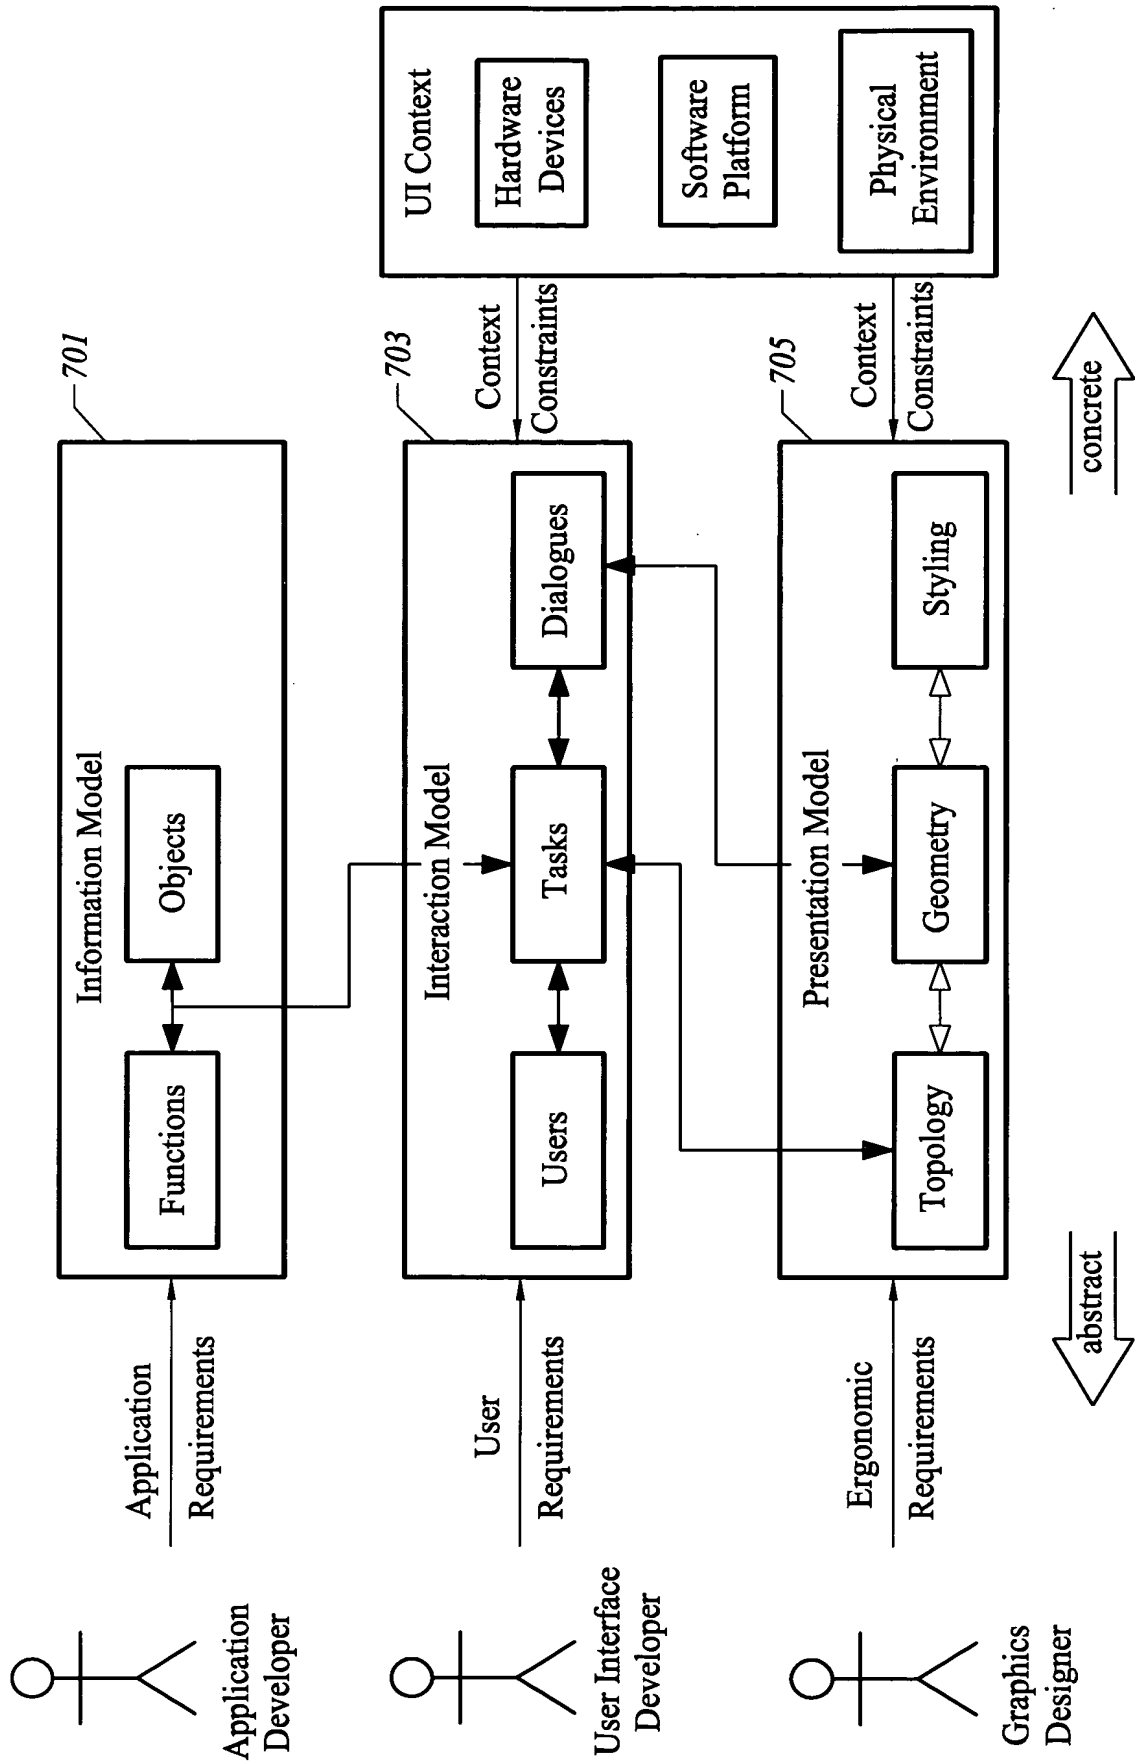 Application
Developer
Application
Requirements
701
Information Model
Functions
Objects
User Interface
Developer
User
Requirements
703
Interaction Model
Users
Tasks
Dialogues
Context
Constraints
UI Context
Hardware
Devices
Software
Platform
Physical
Environment
Graphics
Designer
Ergonomic
Requirements
705
Presentation Model
Topology
Geometry
Styling
Context
Constraints
abstract
concrete